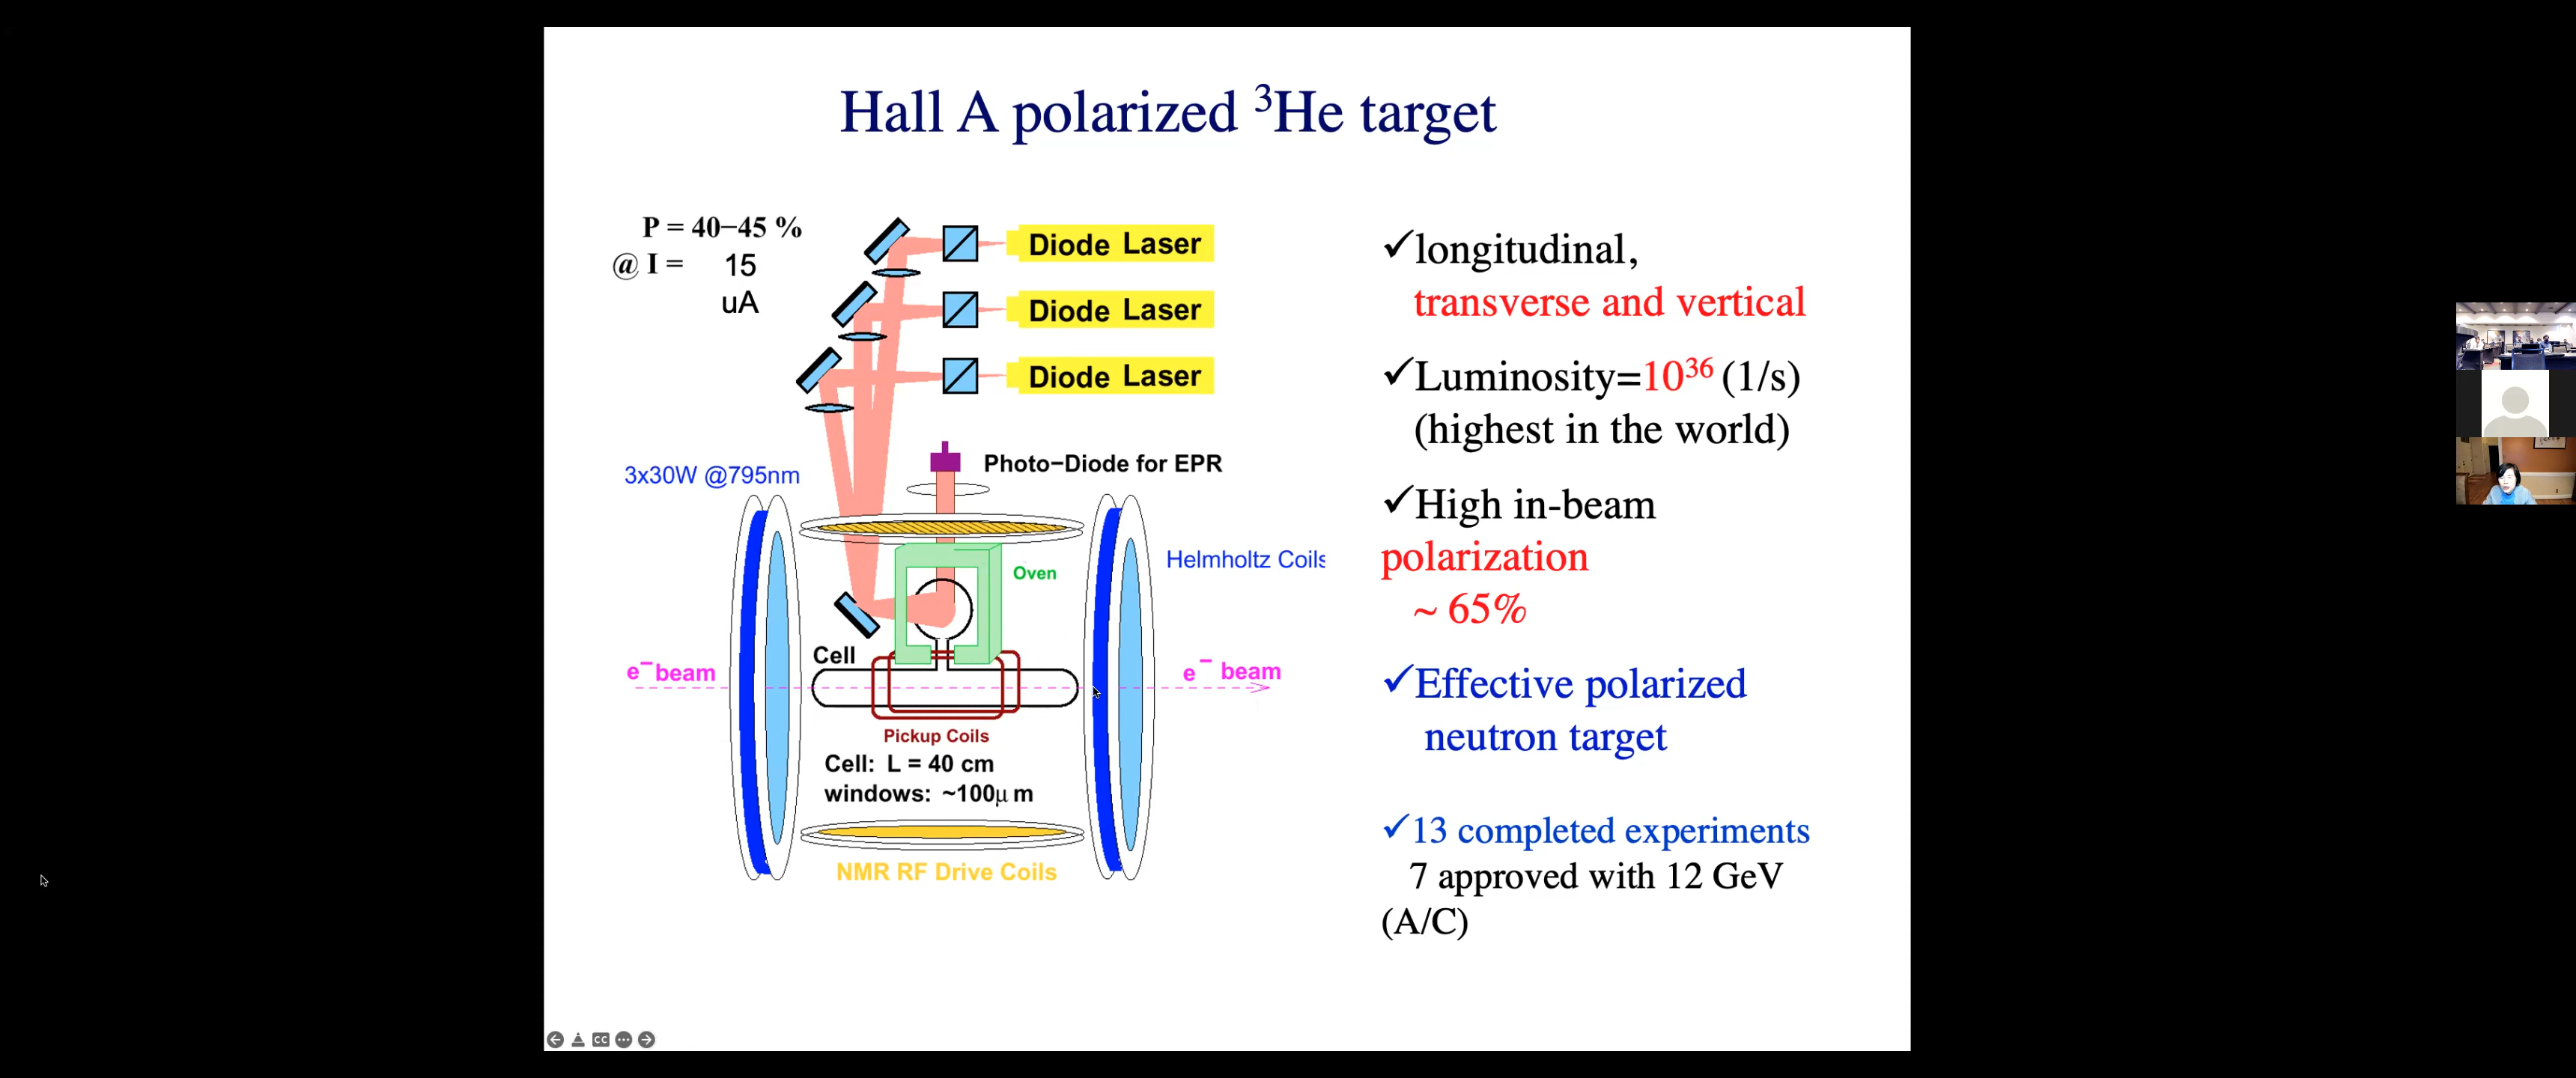 Hall A polarized ³He target
P = 40−45 %
@ I = 15
uA
Diode Laser
Diode Laser
Diode Laser
Photo−Diode for EPR
3x30W @795nm
Helmholtz Coils
Oven
Cell
e⁻ beam
e⁻ beam
Pickup Coils
Cell: L = 40 cm
windows: ~100μ m
NMR RF Drive Coils
✓longitudinal,
transverse and vertical
✓Luminosity=10³⁶ (1/s)
(highest in the world)
✓High in-beam
polarization
~ 65%
✓Effective polarized
neutron target
✓13 completed experiments
7 approved with 12 GeV
(A/C)
CC